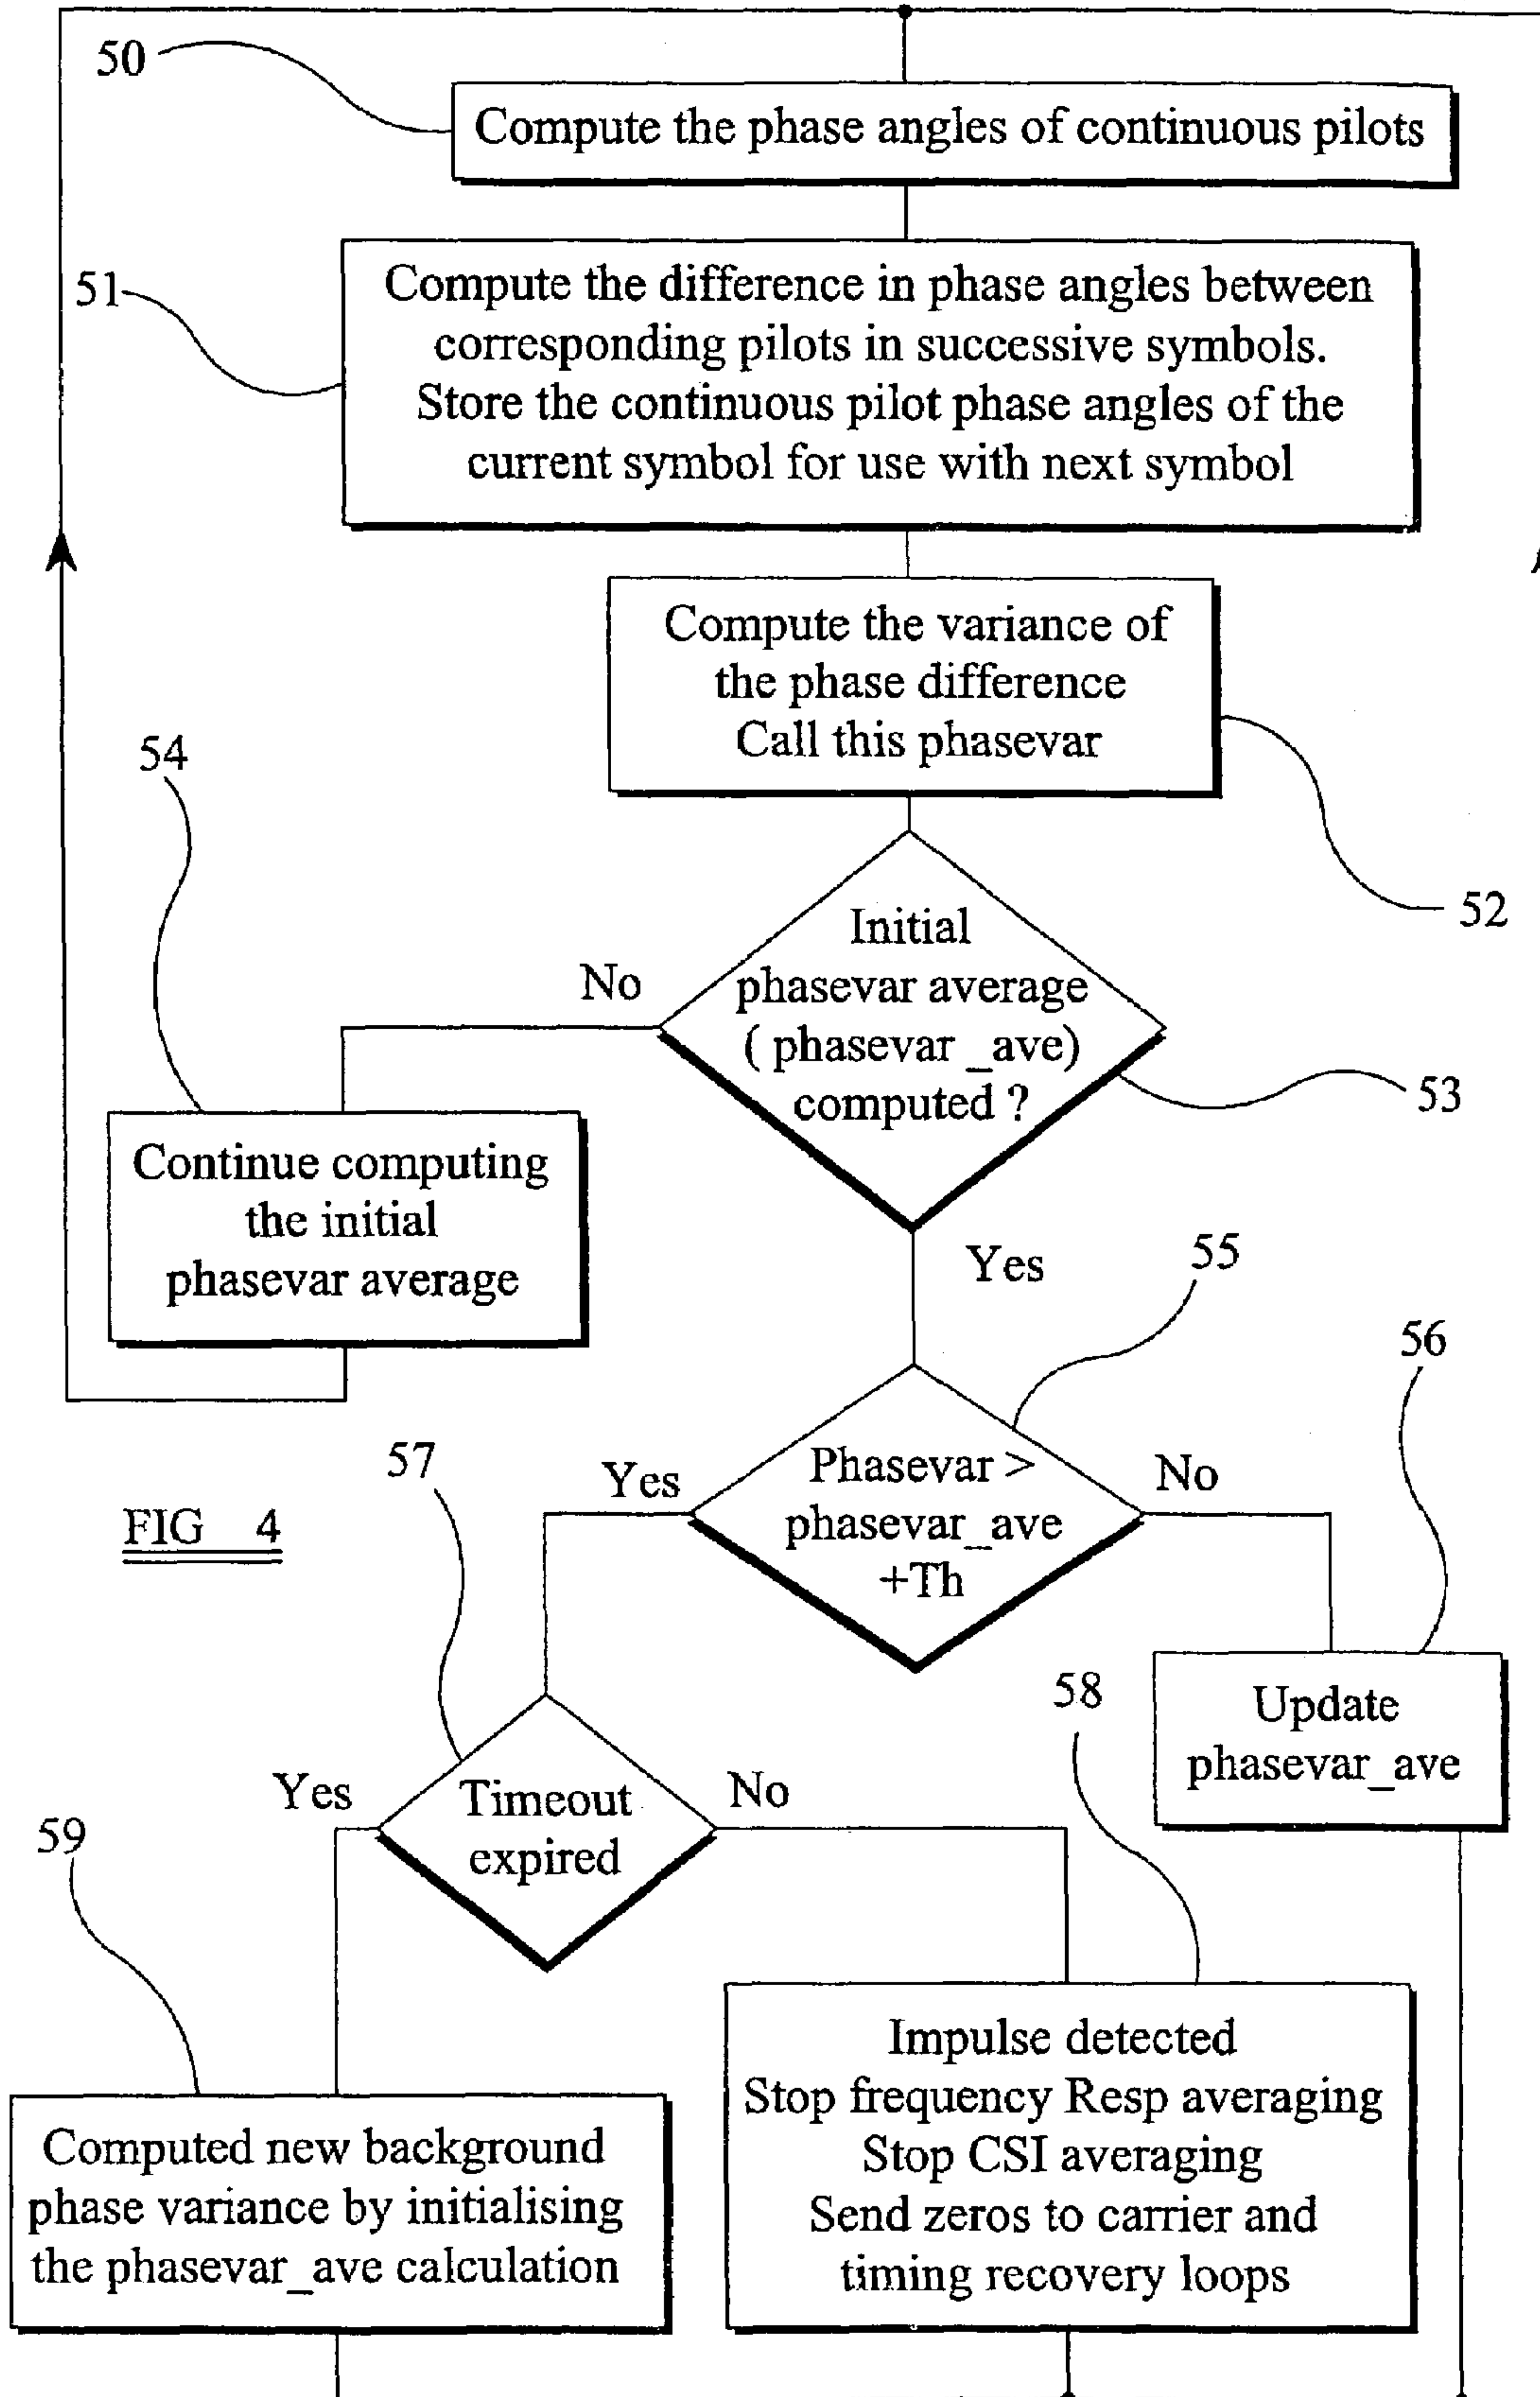 50
Compute the phase angles of continuous pilots
51
Compute the difference in phase angles between
corresponding pilots in successive symbols.
Store the continuous pilot phase angles of the
current symbol for use with next symbol
Compute the variance of
the phase difference
Call this phasevar
52
54
Initial
phasevar average
( phasevar _ave)
computed ?
No
53
Continue computing
the initial
phasevar average
Yes
55
56
57
Phasevar >
phasevar_ave
+Th
Yes
No
FIG 4
Update
phasevar_ave
58
Timeout
expired
Yes
No
59
Impulse detected
Stop frequency Resp averaging
Stop CSI averaging
Send zeros to carrier and
timing recovery loops
Computed new background
phase variance by initialising
the phasevar_ave calculation